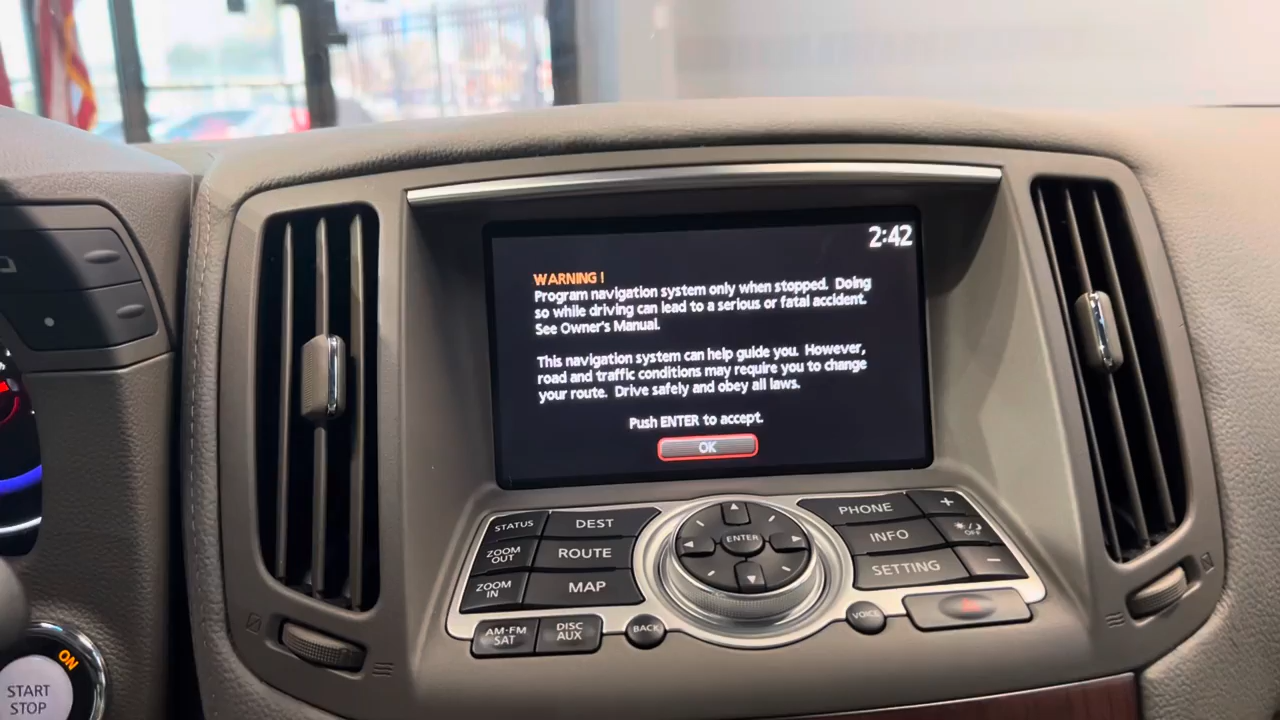 2:42
WARNING!
Program navigation system only when stopped. Doing
so while driving can lead to a serious or fatal accident.
See Owner's Manual.
This navigation system can help guide you. However,
road and traffic conditions may require you to change
your route. Drive safely and obey all laws.
Push ENTER to accept.
OK
STATUS
DEST
ZOOM
OUT
ROUTE
ZOOM
IN
MAP
AM·FM
SAT
DISC
AUX
BACK
ENTER
PHONE
+
INFO
OFF
SETTING
−
VOICE
ON
START
STOP